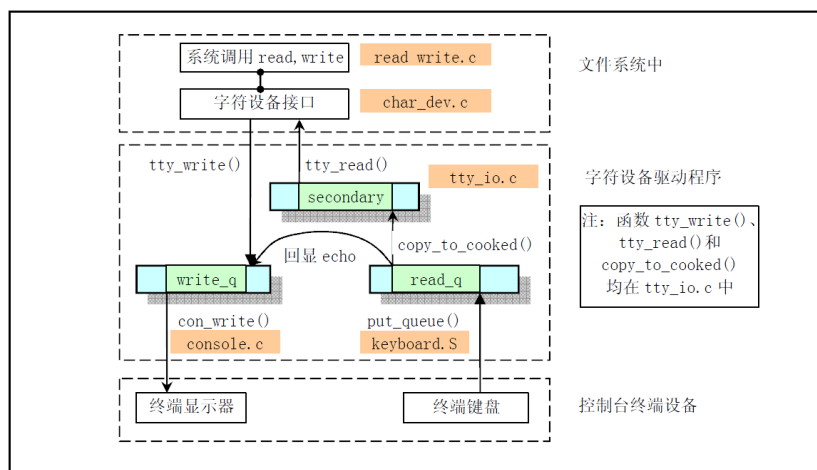 系统调用 read,write
read_write.c
文件系统中
字符设备接口
char_dev.c
tty_write()
tty_read()
tty_io.c
字符设备驱动程序
secondary
注：函数 tty_write()、
tty_read()和
copy_to_cooked()
均在 tty_io.c 中
回显 echo
copy_to_cooked()
write_q
read_q
con_write()
put_queue()
console.c
keyboard.S
终端显示器
终端键盘
控制台终端设备